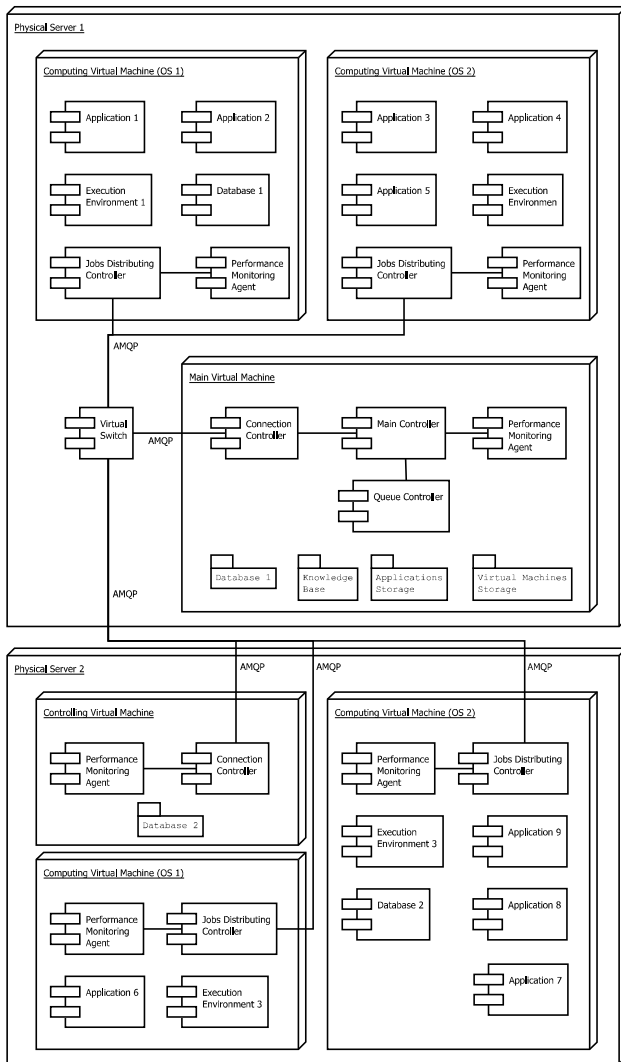 Physical Server 1
Computing Virtual Machine (OS 1)
Application 1
Application 2
Execution
Environment 1
Database 1
Jobs Distributing
Controller
Performance
Monitoring
Agent
Computing Virtual Machine (OS 2)
Application 3
Application 4
Application 5
Execution
Environmen
Jobs Distributing
Controller
Performance
Monitoring
Agent
AMQP
Virtual
Switch
AMQP
Main Virtual Machine
Connection
Controller
Main Controller
Performance
Monitoring
Agent
Queue Controller
Database 1
Knowledge
Base
Applications
Storage
Virtual Machines
Storage
AMQP
Physical Server 2
AMQP
AMQP
AMQP
Controlling Virtual Machine
Performance
Monitoring
Agent
Connection
Controller
Database 2
Computing Virtual Machine (OS 1)
Performance
Monitoring
Agent
Jobs Distributing
Controller
Application 6
Execution
Environment 3
Computing Virtual Machine (OS 2)
Performance
Monitoring
Agent
Jobs Distributing
Controller
Execution
Environment 3
Application 9
Database 2
Application 8
Application 7